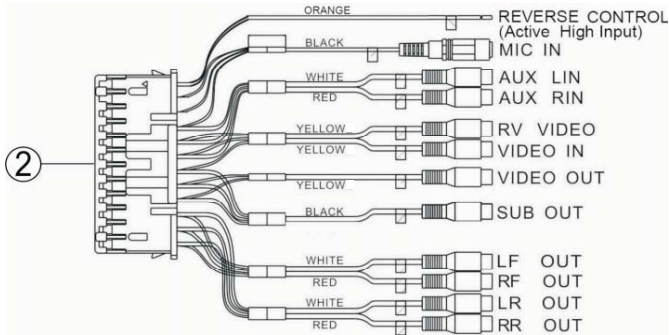 ORANGE
REVERSE CONTROL
(Active High Input)
BLACK
MIC IN
WHITE
AUX LIN
RED
AUX RIN
YELLOW
RV VIDEO
YELLOW
VIDEO IN
2
YELLOW
VIDEO OUT
BLACK
SUB OUT
WHITE
LF OUT
RED
RF OUT
WHITE
LR OUT
RED
RR OUT